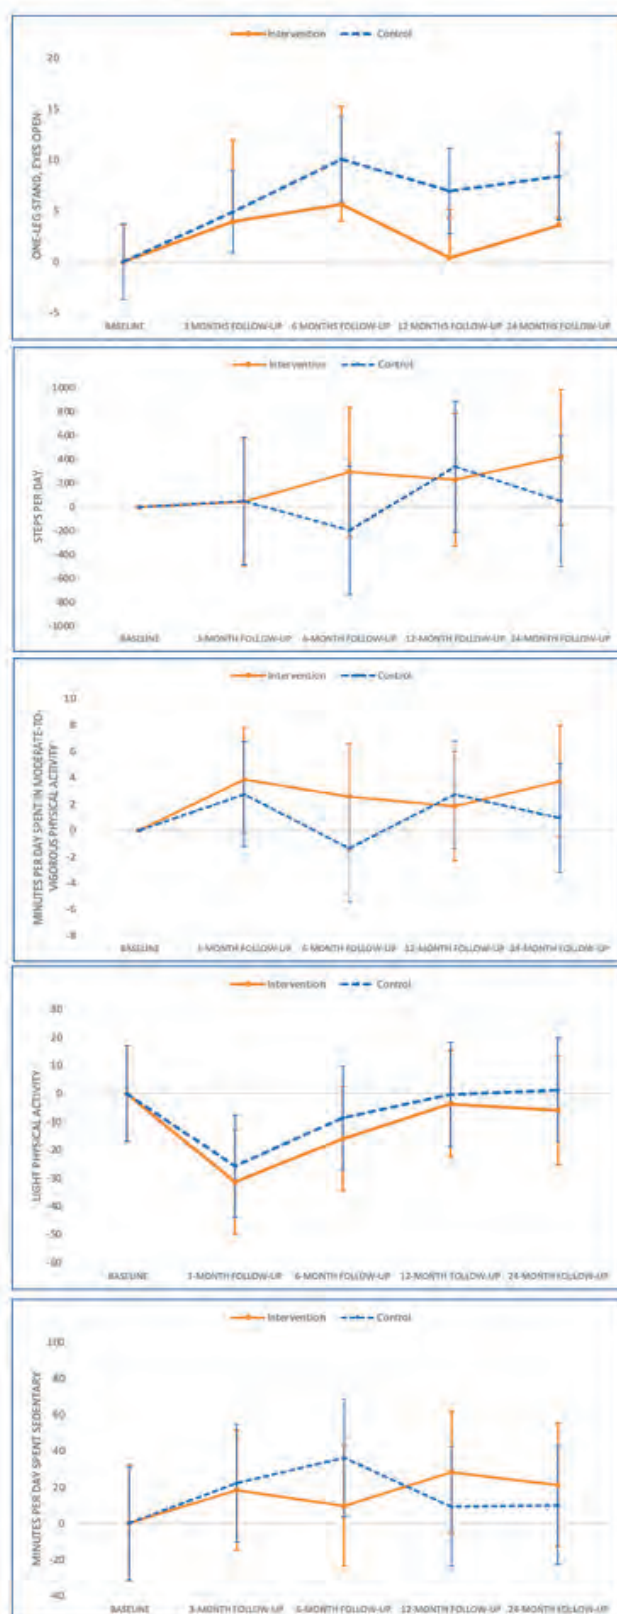 Intervention Control
20
15
10
5
0
-5
ONE-LEG STAND, EYES OPEN
BASELINE 3 MONTHS FOLLOW-UP 6 MONTHS FOLLOW-UP 12 MONTHS FOLLOW-UP 24 MONTHS FOLLOW-UP
Intervention Control
1000
800
600
400
200
0
-200
-400
-600
-800
-1000
STEPS PER DAY
BASELINE 3-MONTH FOLLOW-UP 6-MONTH FOLLOW-UP 12-MONTH FOLLOW-UP 24-MONTH FOLLOW-UP
Intervention Control
10
8
6
4
2
0
-2
-4
-6
-8
MINUTES PER DAY SPENT IN MODERATE-TO-
VIGOROUS PHYSICAL ACTIVITY
BASELINE 3-MONTH FOLLOW-UP 6-MONTH FOLLOW-UP 12-MONTH FOLLOW-UP 24-MONTH FOLLOW-UP
Intervention Control
30
20
10
0
-10
-20
-30
-40
-50
-60
LIGHT PHYSICAL ACTIVITY
BASELINE 3-MONTH FOLLOW-UP 6-MONTH FOLLOW-UP 12-MONTH FOLLOW-UP 24-MONTH FOLLOW-UP
Intervention Control
100
80
60
40
20
0
-20
-40
MINUTES PER DAY SPENT SEDENTARY
BASELINE 3-MONTH FOLLOW-UP 6-MONTH FOLLOW-UP 12-MONTH FOLLOW-UP 24-MONTH FOLLOW-UP